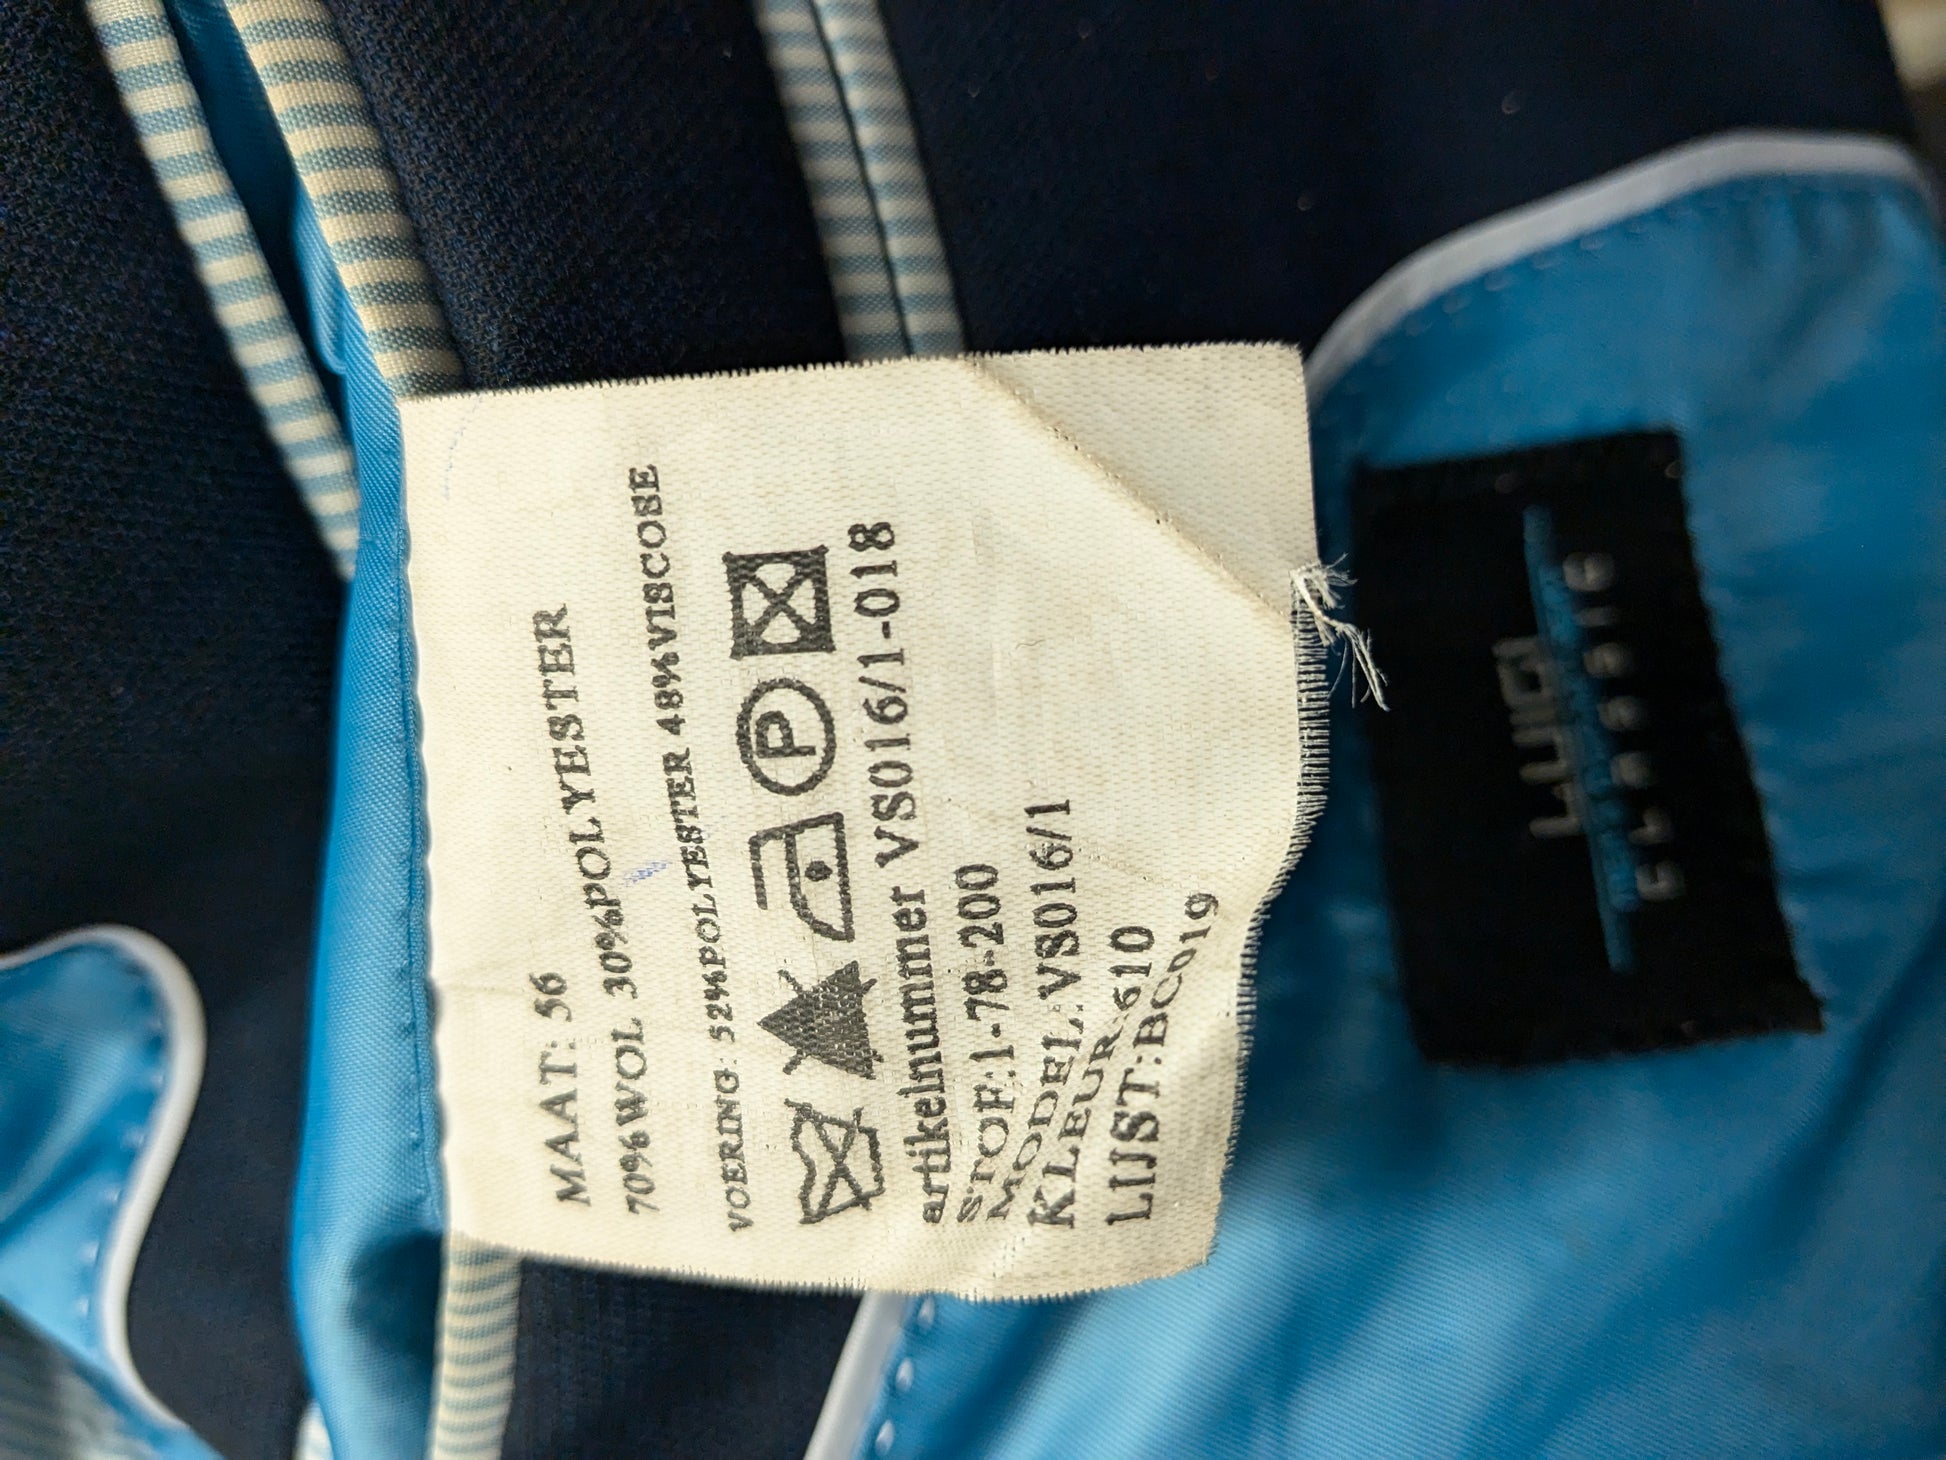 MAAT: 56
70%WOL 30%POLYESTER
VOERING: 52%POLYESTER 48%VISCOSE
P
artikelnummer VS016/1-018
STOF:1-78-200
MODEL:VS016/1
KLEUR:610
LIJST:BC019
CLASSIC